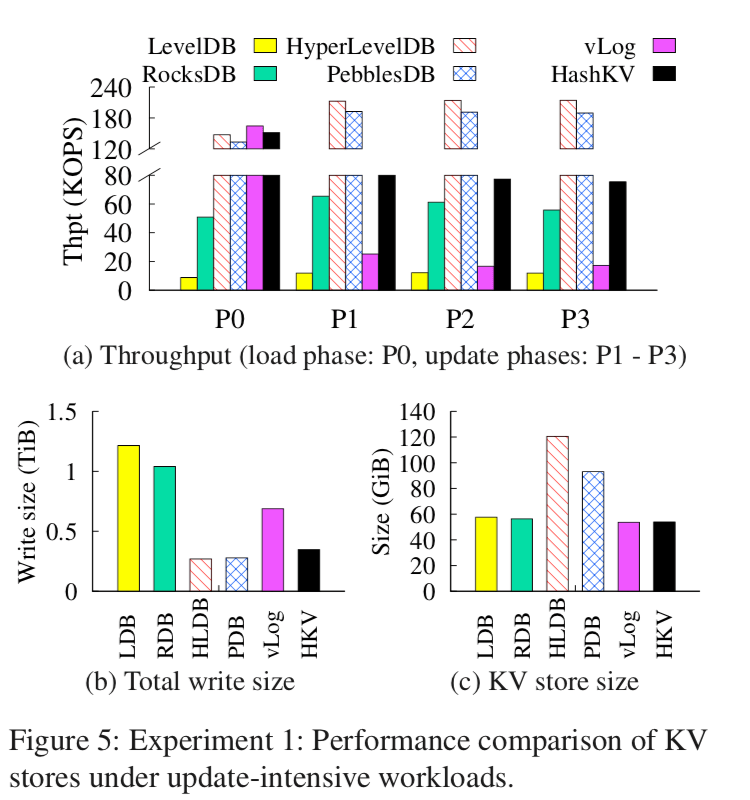 LevelDB HyperLevelDB vLog
RocksDB PebblesDB HashKV
240
180
120
80
60
40
20
0
Thpt (KOPS)
P0 P1 P2 P3
(a) Throughput (load phase: P0, update phases: P1 - P3)
1.5
1
0.5
0
Write size (TiB)
LDB
RDB
HLDB
PDB
vLog
HKV
(b) Total write size
140
120
100
80
60
40
20
0
Size (GiB)
LDB
RDB
HLDB
PDB
vLog
HKV
(c) KV store size
Figure 5: Experiment 1: Performance comparison of KV
stores under update-intensive workloads.